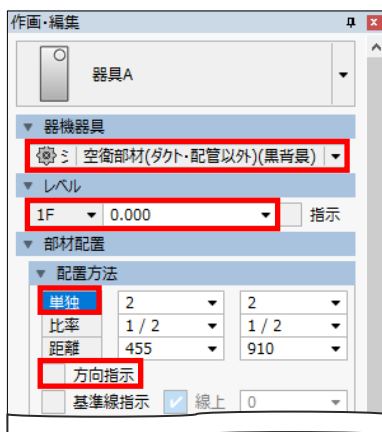 作画・編集
器具A
器機器具
ミ 空衛部材(ダクト・配管以外)(黒背景)
レベル
1F 0.000 指示
部材配置
配置方法
単独 2 2
比率 1 / 2 1 / 2
距離 455 910
方向指示
基準線指示 線上 0